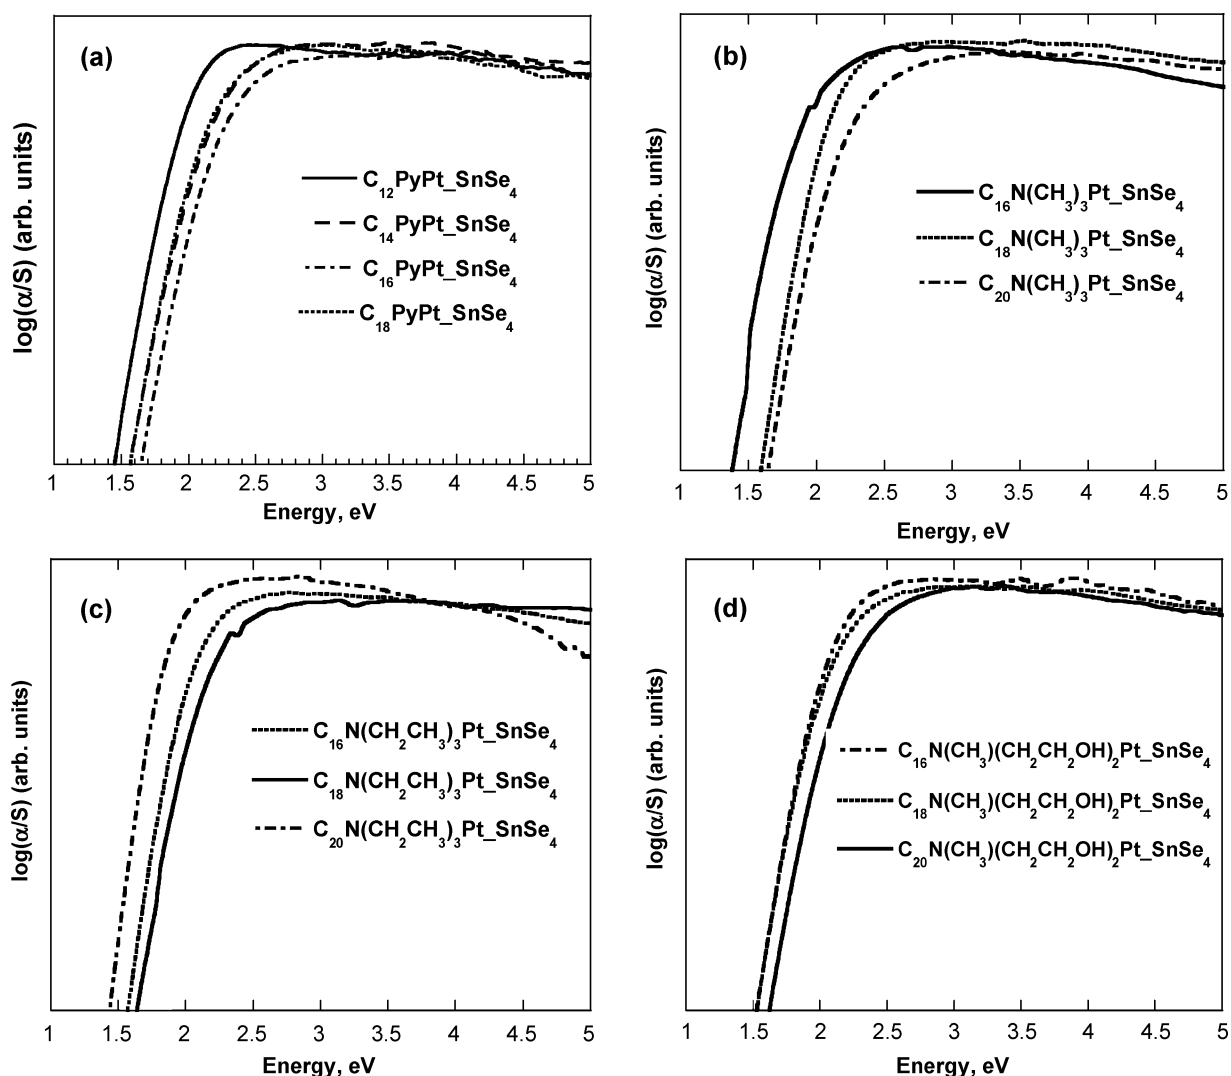 (a)
log(α/S) (arb. units)
C12PyPt_SnSe4
C14PyPt_SnSe4
C16PyPt_SnSe4
C18PyPt_SnSe4
1 1.5 2 2.5 3 3.5 4 4.5 5
Energy, eV
(b)
log(α/S) (arb. units)
C16N(CH3)3Pt_SnSe4
C18N(CH3)3Pt_SnSe4
C20N(CH3)3Pt_SnSe4
1 1.5 2 2.5 3 3.5 4 4.5 5
Energy, eV
(c)
log(α/S) (arb. units)
C16N(CH2CH3)3Pt_SnSe4
C18N(CH2CH3)3Pt_SnSe4
C20N(CH2CH3)3Pt_SnSe4
1 1.5 2 2.5 3 3.5 4 4.5 5
Energy, eV
(d)
log(α/S) (arb. units)
C16N(CH3)(CH2CH2OH)2Pt_SnSe4
C18N(CH3)(CH2CH2OH)2Pt_SnSe4
C20N(CH3)(CH2CH2OH)2Pt_SnSe4
1 1.5 2 2.5 3 3.5 4 4.5 5
Energy, eV